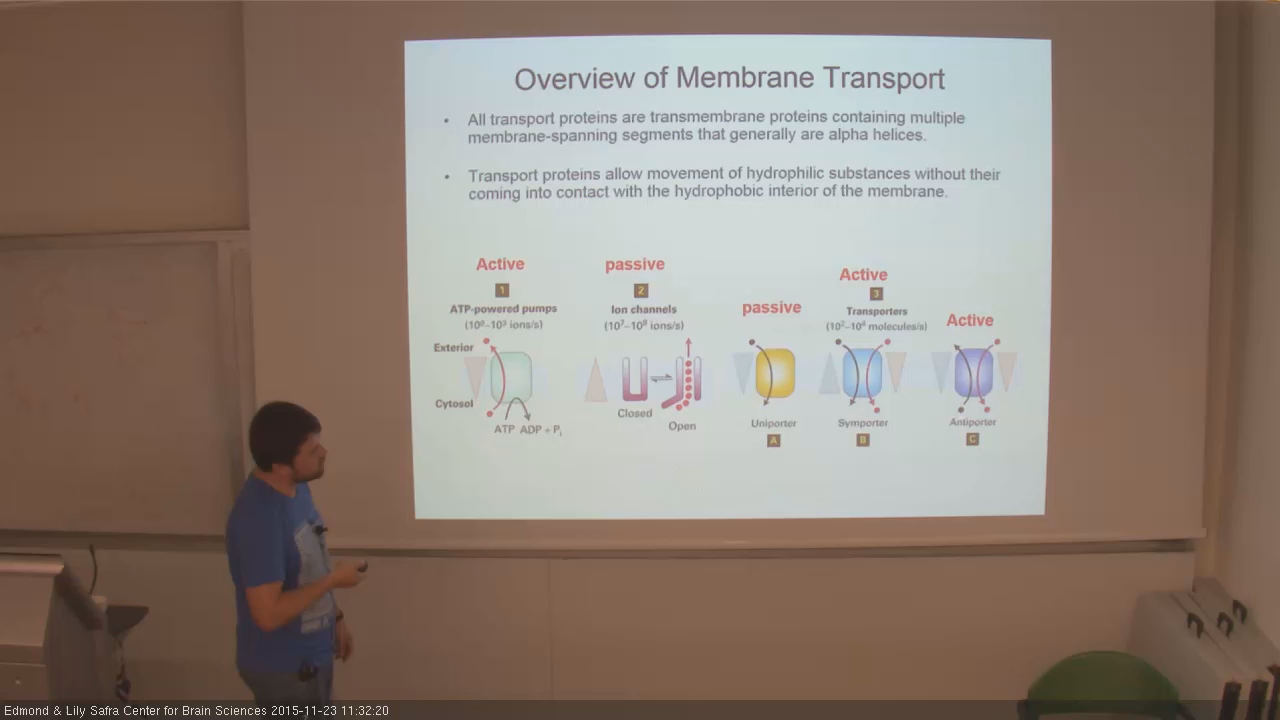 Overview of Membrane Transport
• All transport proteins are transmembrane proteins containing multiple
membrane-spanning segments that generally are alpha helices.
• Transport proteins allow movement of hydrophilic substances without their
coming into contact with the hydrophobic interior of the membrane.
Active
1
ATP-powered pumps
(10⁰–10³ ions/s)
Exterior
Cytosol
ATP ADP + Pi
passive
2
Ion channels
(10⁷–10⁸ ions/s)
Closed
Open
passive
Uniporter
A
Active
3
Transporters
(10²–10⁴ molecules/s)
Symporter
B
Active
Antiporter
C
Edmond & Lily Safra Center for Brain Sciences 2015-11-23 11:32:20